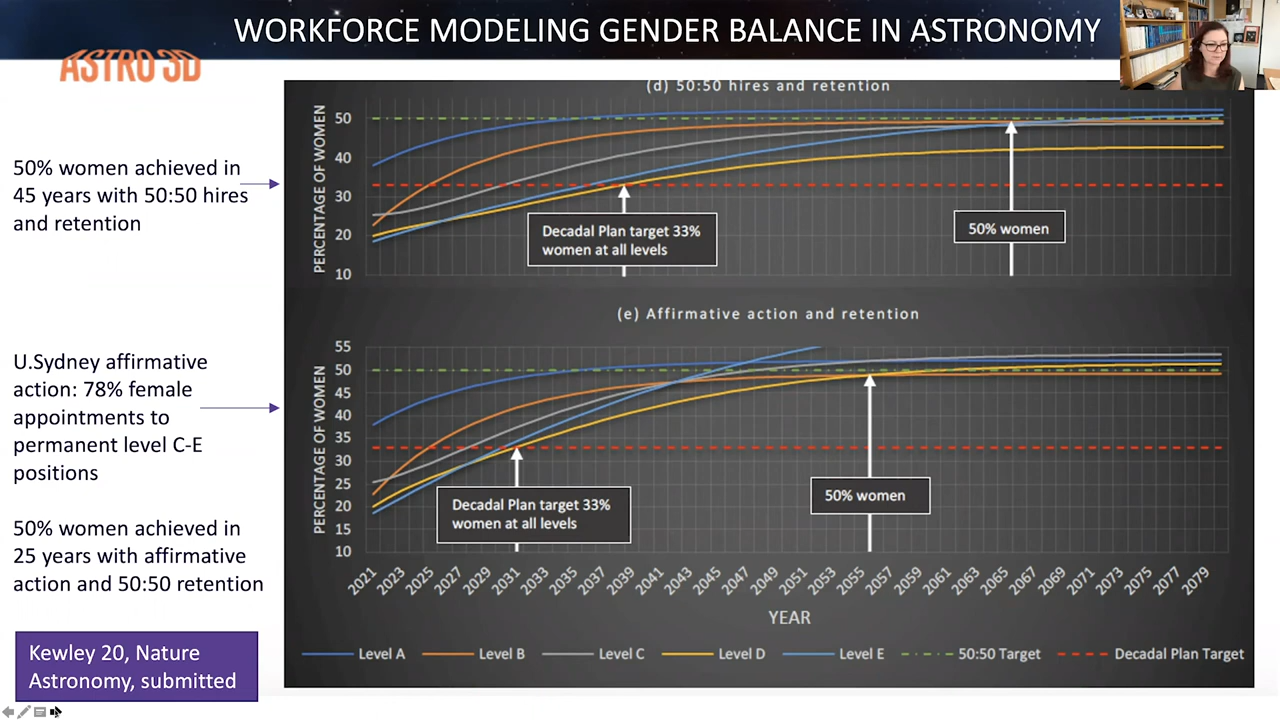 WORKFORCE MODELING GENDER BALANCE IN ASTRONOMY
ASTRO 3D
50% women achieved in
45 years with 50:50 hires
and retention
U.Sydney affirmative
action: 78% female
appointments to
permanent level C-E
positions
50% women achieved in
25 years with affirmative
action and 50:50 retention
Kewley 20, Nature
Astronomy, submitted
(d) 50:50 hires and retention
PERCENTAGE OF WOMEN
50
40
30
20
10
Decadal Plan target 33%
women at all levels
50% women
(e) Affirmative action and retention
PERCENTAGE OF WOMEN
55
50
45
40
35
30
25
20
15
10
Decadal Plan target 33%
women at all levels
50% women
2021 2023 2025 2027 2029 2031 2033 2035 2037 2039 2041 2043 2045 2047 2049 2051 2053 2055 2057 2059 2061 2063 2065 2067 2069 2071 2073 2075 2077 2079
YEAR
Level A Level B Level C Level D Level E 50:50 Target Decadal Plan Target